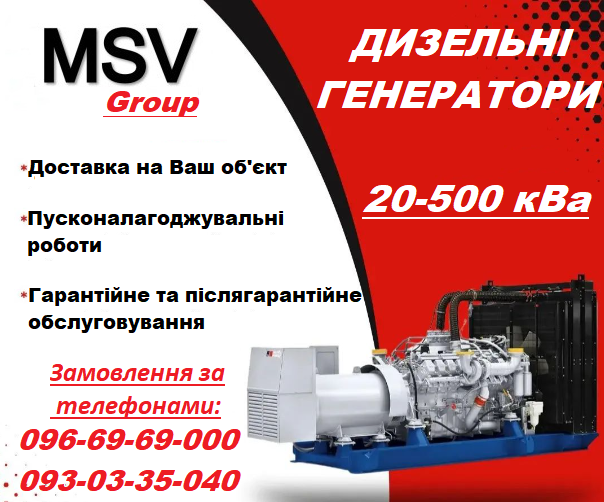 MSV
Group
ДИЗЕЛЬНІ
ГЕНЕРАТОРИ
20-500 кВа
*Доставка на Ваш об'єкт
*Пусконалагоджувальні
роботи
*Гарантійне та післягарантійне
обслуговування
Замовлення за
телефонами:
096-69-69-000
093-03-35-040